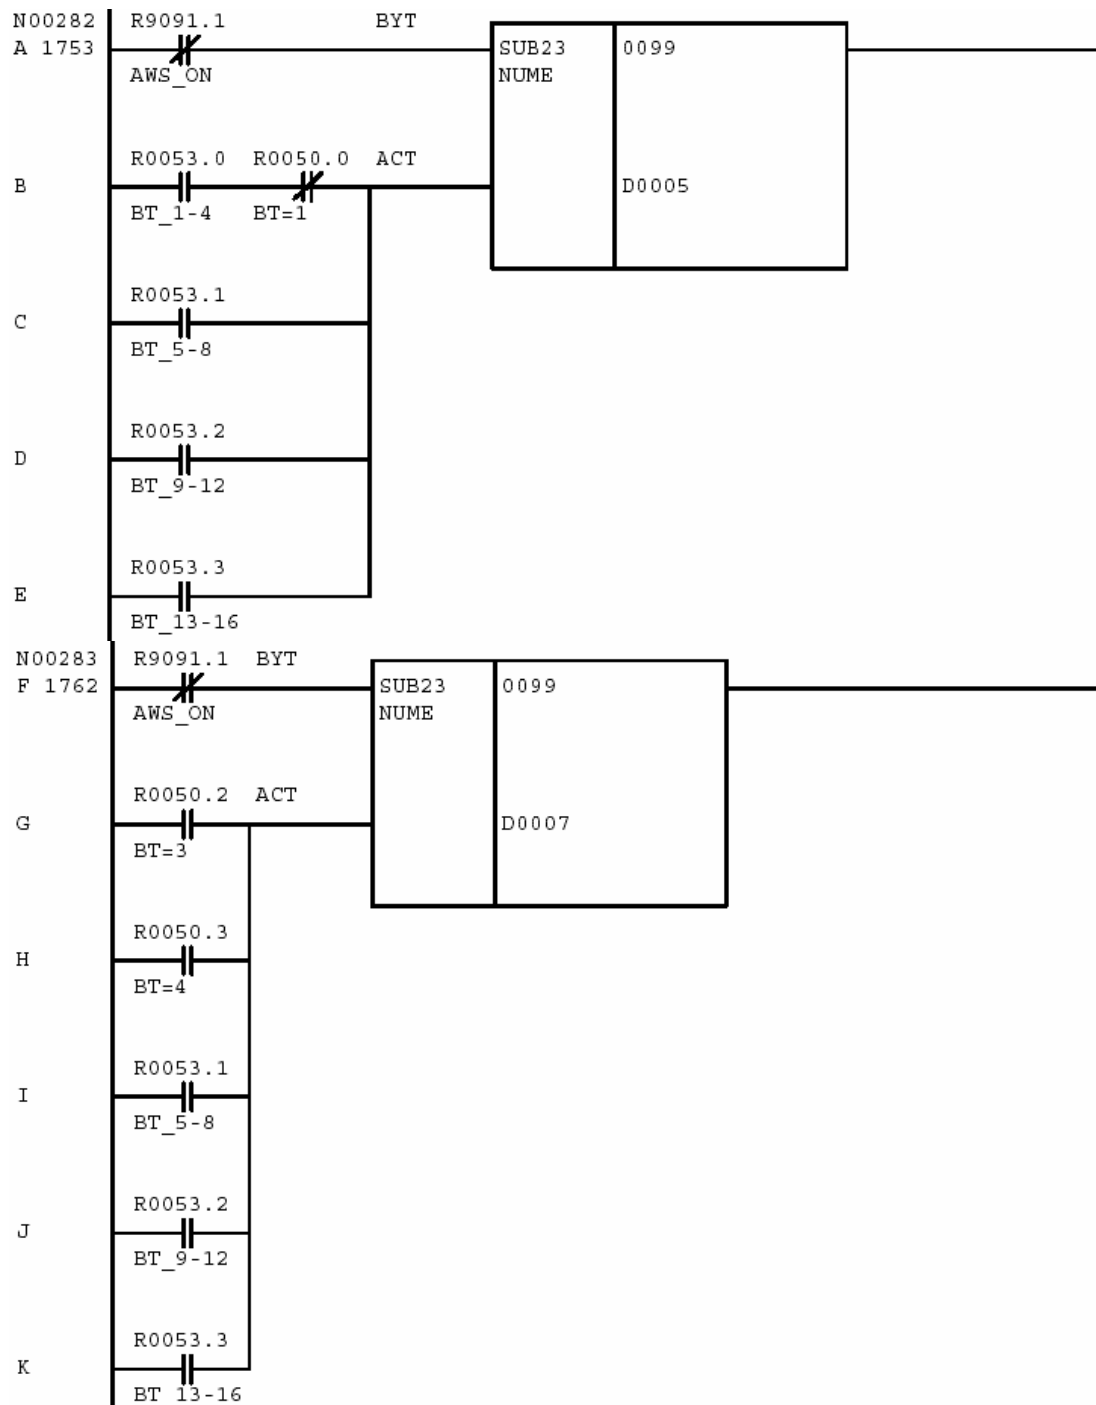 N00282 R9091.1 BYT
A 1753 SUB23 0099
AWS_ON NUME
R0053.0 R0050.0 ACT
B D0005
BT_1-4 BT=1
R0053.1
C
BT_5-8
R0053.2
D
BT_9-12
R0053.3
E
BT_13-16
N00283 R9091.1 BYT
F 1762 SUB23 0099
AWS_ON NUME
R0050.2 ACT
G D0007
BT=3
R0050.3
H
BT=4
R0053.1
I
BT_5-8
R0053.2
J
BT_9-12
R0053.3
K
BT 13-16